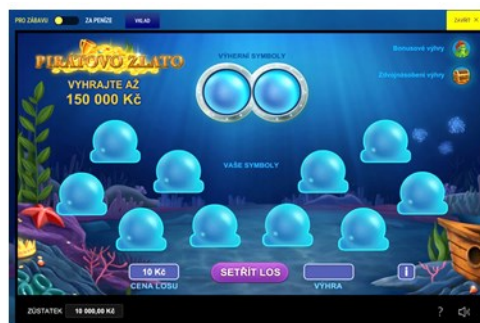 PRO ZÁBAVU ZA PENÍZE VKLAD ZAVŘÍT ×
PIRÁTOVO ZLATO
VYHRAJTE AŽ
150 000 Kč
VÝHERNÍ SYMBOLY
Bonusové výhry
Zdvojnásobení výhry
VAŠE SYMBOLY
10 Kč SETŘÍT LOS i
CENA LOSU VÝHRA
ZŮSTATEK 10 000,00 Kč ?